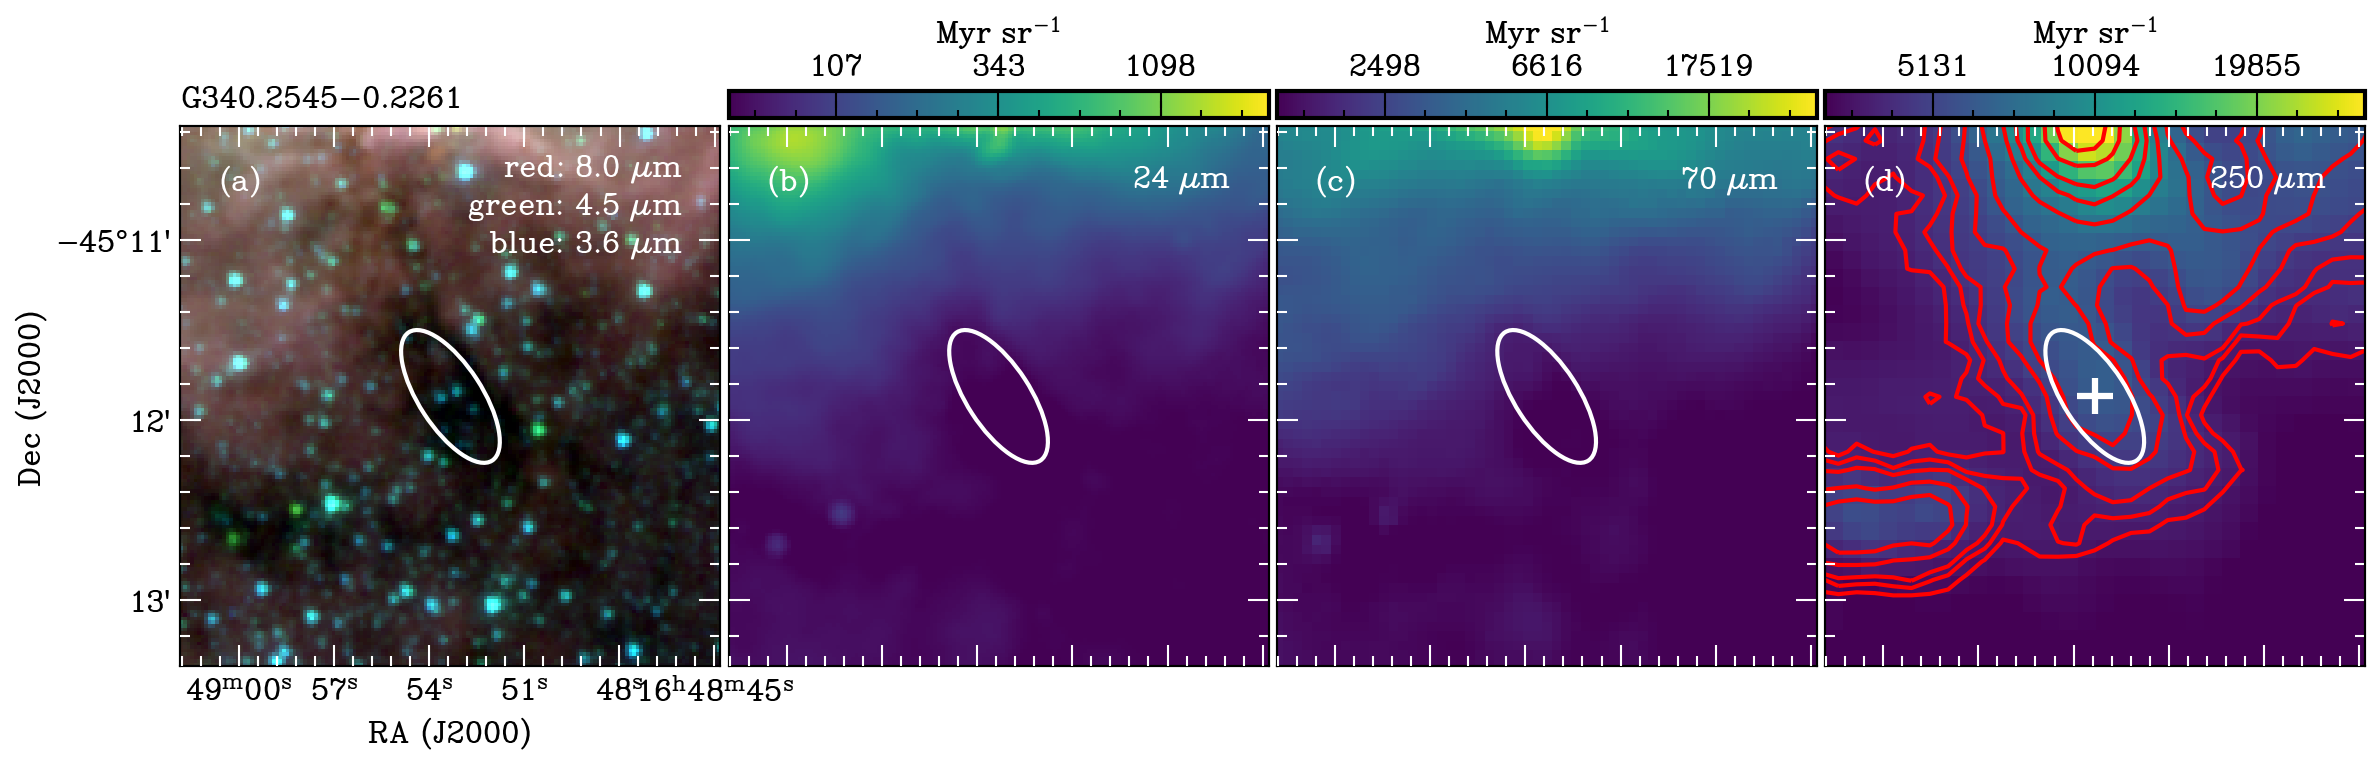 G340.2545−0.2261
(a)
red: 8.0 μm
green: 4.5 μm
blue: 3.6 μm
−45°11'
12'
13'
Dec (J2000)
49ᵐ00ˢ 57ˢ 54ˢ 51ˢ 48ˢ 16ʰ48ᵐ45ˢ
RA (J2000)
Myr sr⁻¹
107 343 1098
(b) 24 μm
Myr sr⁻¹
2498 6616 17519
(c) 70 μm
Myr sr⁻¹
5131 10094 19855
(d) 250 μm